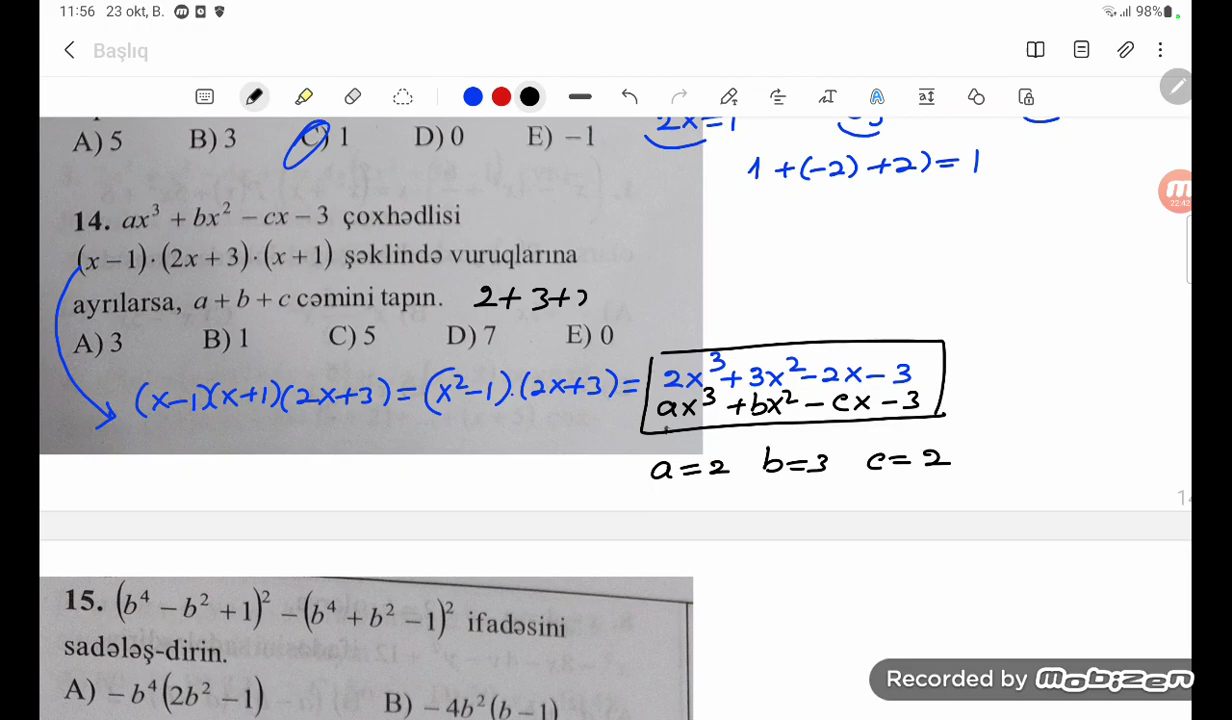 11:56 23 okt, B. 98%
Başlıq
A) 5 B) 3 C) 1 D) 0 E) −1
2x = 1
1 + (−2) + 2) = 1
22:42
14. ax³ + bx² − cx − 3 çoxhədlisi
(x − 1) · (2x + 3) · (x + 1) şəklində vuruqlarına
ayrılarsa, a + b + c cəmini tapın. 2 + 3 +
A) 3 B) 1 C) 5 D) 7 E) 0
(x−1)(x+1)(2x+3) = (x²−1)·(2x+3) = 2x³ + 3x² − 2x − 3
ax³ + bx² − cx − 3
a = 2 b = 3 c = 2
15. (b⁴ − b² + 1)² − (b⁴ + b² − 1)² ifadəsini
sadələş-dirin.
A) −b⁴(2b² − 1) B) −4b²(b − 1)
Recorded by mobizen